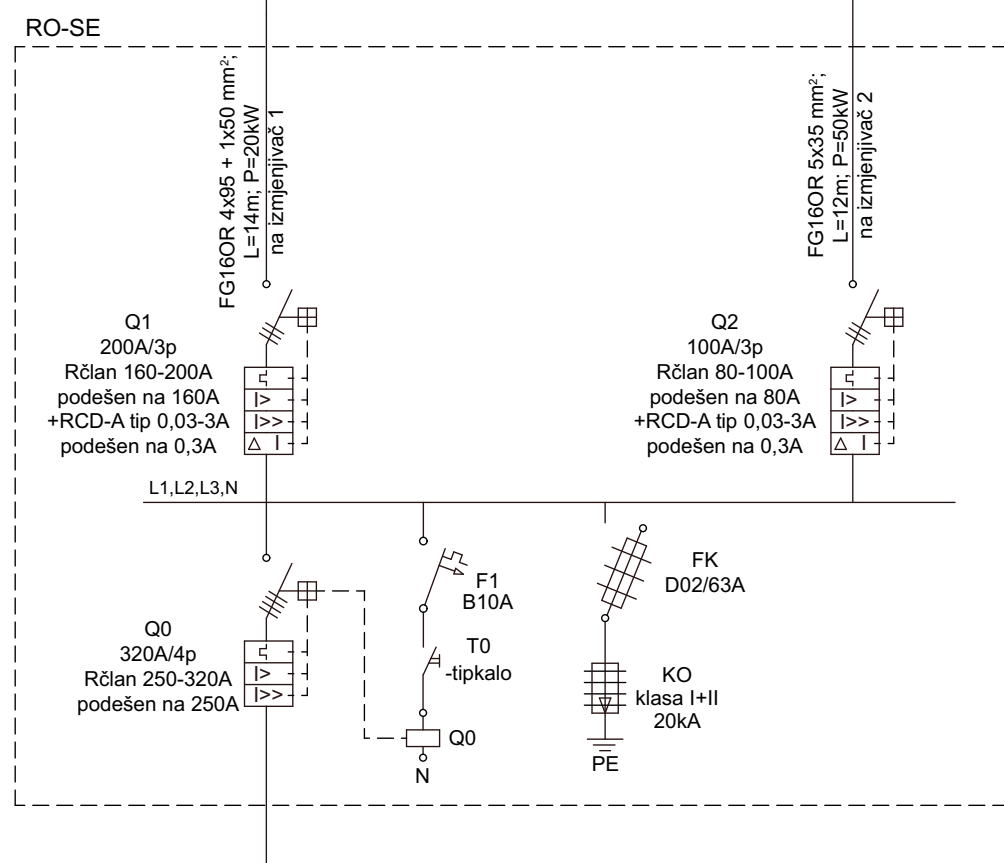 RO-SE
FG16OR 4x95 + 1x50 mm²;
L=14m; P=20kW
na izmjenjivač 1
FG16OR 5x35 mm²;
L=12m; P=50kW
na izmjenjivač 2
Q1
200A/3p
Rčlan 160-200A
podešen na 160A
+RCD-A tip 0,03-3A
podešen na 0,3A
I>
I>>
△ I
Q2
100A/3p
Rčlan 80-100A
podešen na 80A
+RCD-A tip 0,03-3A
podešen na 0,3A
I>
I>>
△ I
L1,L2,L3,N
Q0
320A/4p
Rčlan 250-320A
podešen na 250A
I>
I>>
F1
B10A
T0
-tipkalo
Q0
N
FK
D02/63A
KO
klasa I+II
20kA
PE